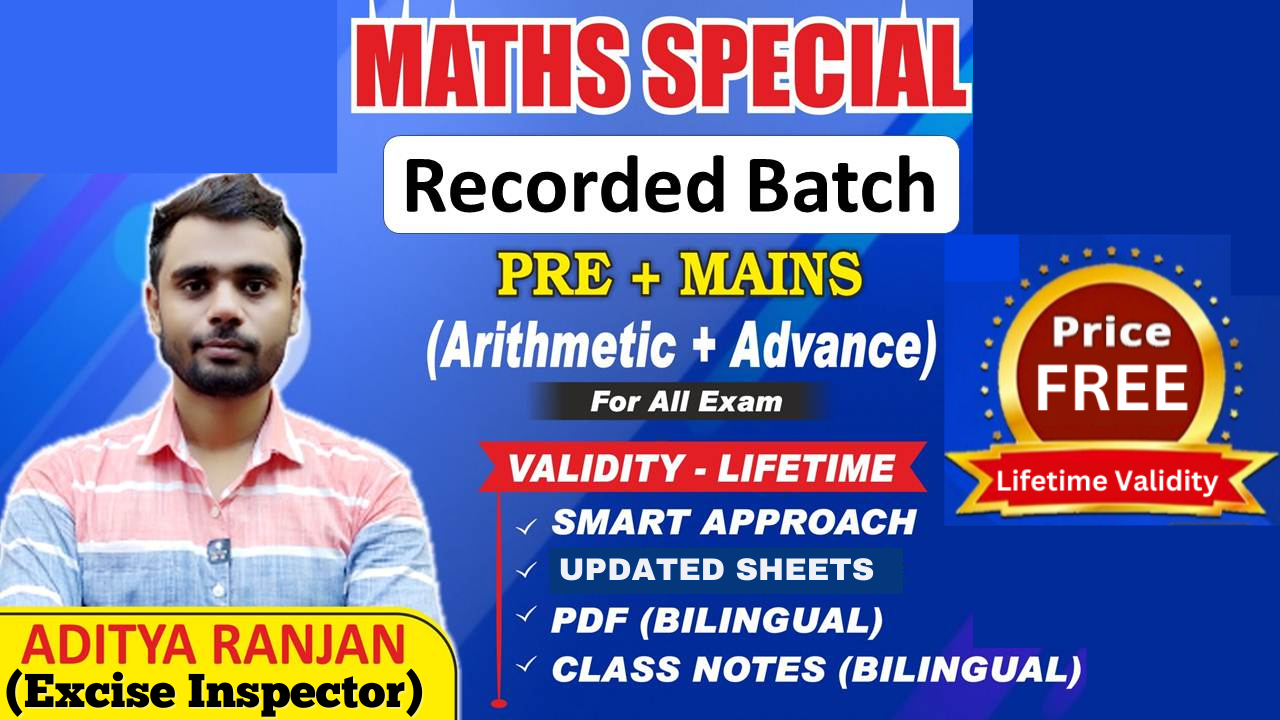 MATHS SPECIAL
Recorded Batch
PRE + MAINS
(Arithmetic + Advance)
For All Exam
Price
FREE
Lifetime Validity
VALIDITY - LIFETIME
SMART APPROACH
UPDATED SHEETS
PDF (BILINGUAL)
CLASS NOTES (BILINGUAL)
ADITYA RANJAN
(Excise Inspector)